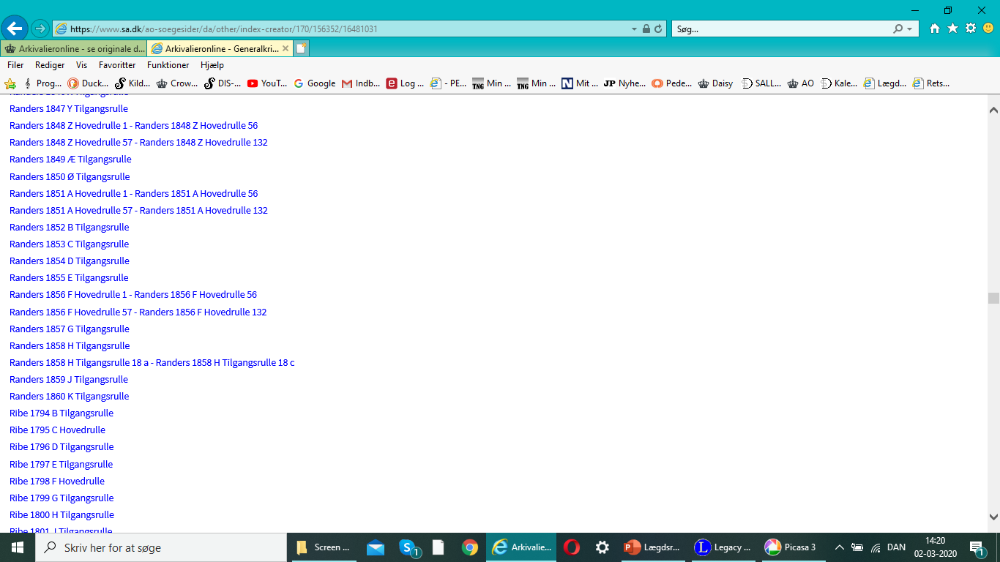 https://www.sa.dk/ao-soegesider/da/other/index-creator/170/156352/16481031
Søg...
Arkivalieronline - se originale d...
Arkivalieronline - Generalkri...
Filer Rediger Vis Favoritter Funktioner Hjælp
Prog... Duck... Kild... Crow... DIS-... YouT... Google Indb... Log ... - PE... Min ... Min ... Mit ... Nyhe... Pede... Daisy SALL... AO Kale... Lægd... Rets...
Randers 1847 Y Tilgangsrulle
Randers 1848 Z Hovedrulle 1 - Randers 1848 Z Hovedrulle 56
Randers 1848 Z Hovedrulle 57 - Randers 1848 Z Hovedrulle 132
Randers 1849 Æ Tilgangsrulle
Randers 1850 Ø Tilgangsrulle
Randers 1851 A Hovedrulle 1 - Randers 1851 A Hovedrulle 56
Randers 1851 A Hovedrulle 57 - Randers 1851 A Hovedrulle 132
Randers 1852 B Tilgangsrulle
Randers 1853 C Tilgangsrulle
Randers 1854 D Tilgangsrulle
Randers 1855 E Tilgangsrulle
Randers 1856 F Hovedrulle 1 - Randers 1856 F Hovedrulle 56
Randers 1856 F Hovedrulle 57 - Randers 1856 F Hovedrulle 132
Randers 1857 G Tilgangsrulle
Randers 1858 H Tilgangsrulle
Randers 1858 H Tilgangsrulle 18 a - Randers 1858 H Tilgangsrulle 18 c
Randers 1859 J Tilgangsrulle
Randers 1860 K Tilgangsrulle
Ribe 1794 B Tilgangsrulle
Ribe 1795 C Hovedrulle
Ribe 1796 D Tilgangsrulle
Ribe 1797 E Tilgangsrulle
Ribe 1798 F Hovedrulle
Ribe 1799 G Tilgangsrulle
Ribe 1800 H Tilgangsrulle
Ribe 1801 J Tilgangsrulle
Skriv her for at søge
Screen ...
1
Arkivalie...
Lægdsr...
Legacy ...
Picasa 3
DAN
14:20
02-03-2020
1